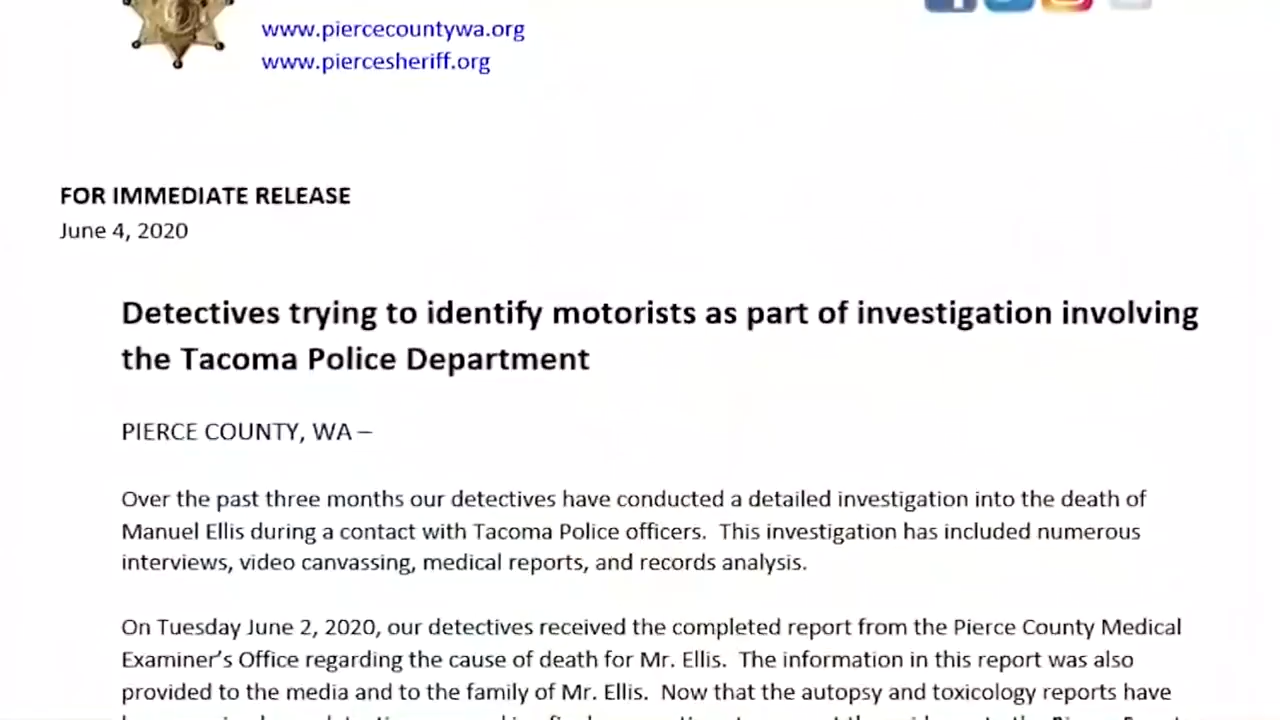 www.piercecountywa.org
www.piercesheriff.org
FOR IMMEDIATE RELEASE
June 4, 2020
Detectives trying to identify motorists as part of investigation involving
the Tacoma Police Department
PIERCE COUNTY, WA –
Over the past three months our detectives have conducted a detailed investigation into the death of
Manuel Ellis during a contact with Tacoma Police officers.  This investigation has included numerous
interviews, video canvassing, medical reports, and records analysis.
On Tuesday June 2, 2020, our detectives received the completed report from the Pierce County Medical
Examiner's Office regarding the cause of death for Mr. Ellis.  The information in this report was also
provided to the media and to the family of Mr. Ellis.  Now that the autopsy and toxicology reports have